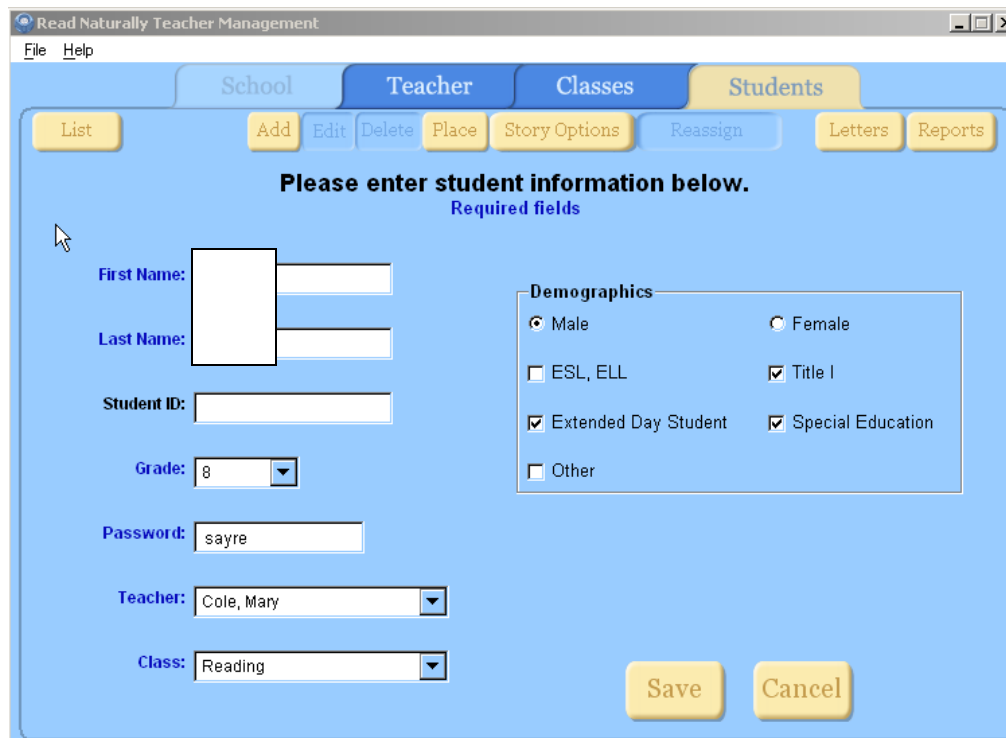 Read Naturally Teacher Management
File Help
School Teacher Classes Students
List Add Edit Delete Place Story Options Reassign Letters Reports
Please enter student information below.
Required fields
First Name:
Last Name:
Student ID:
Grade: 8
Password: sayre
Teacher: Cole, Mary
Class: Reading
Demographics
Male Female
ESL, ELL Title I
Extended Day Student Special Education
Other
Save Cancel